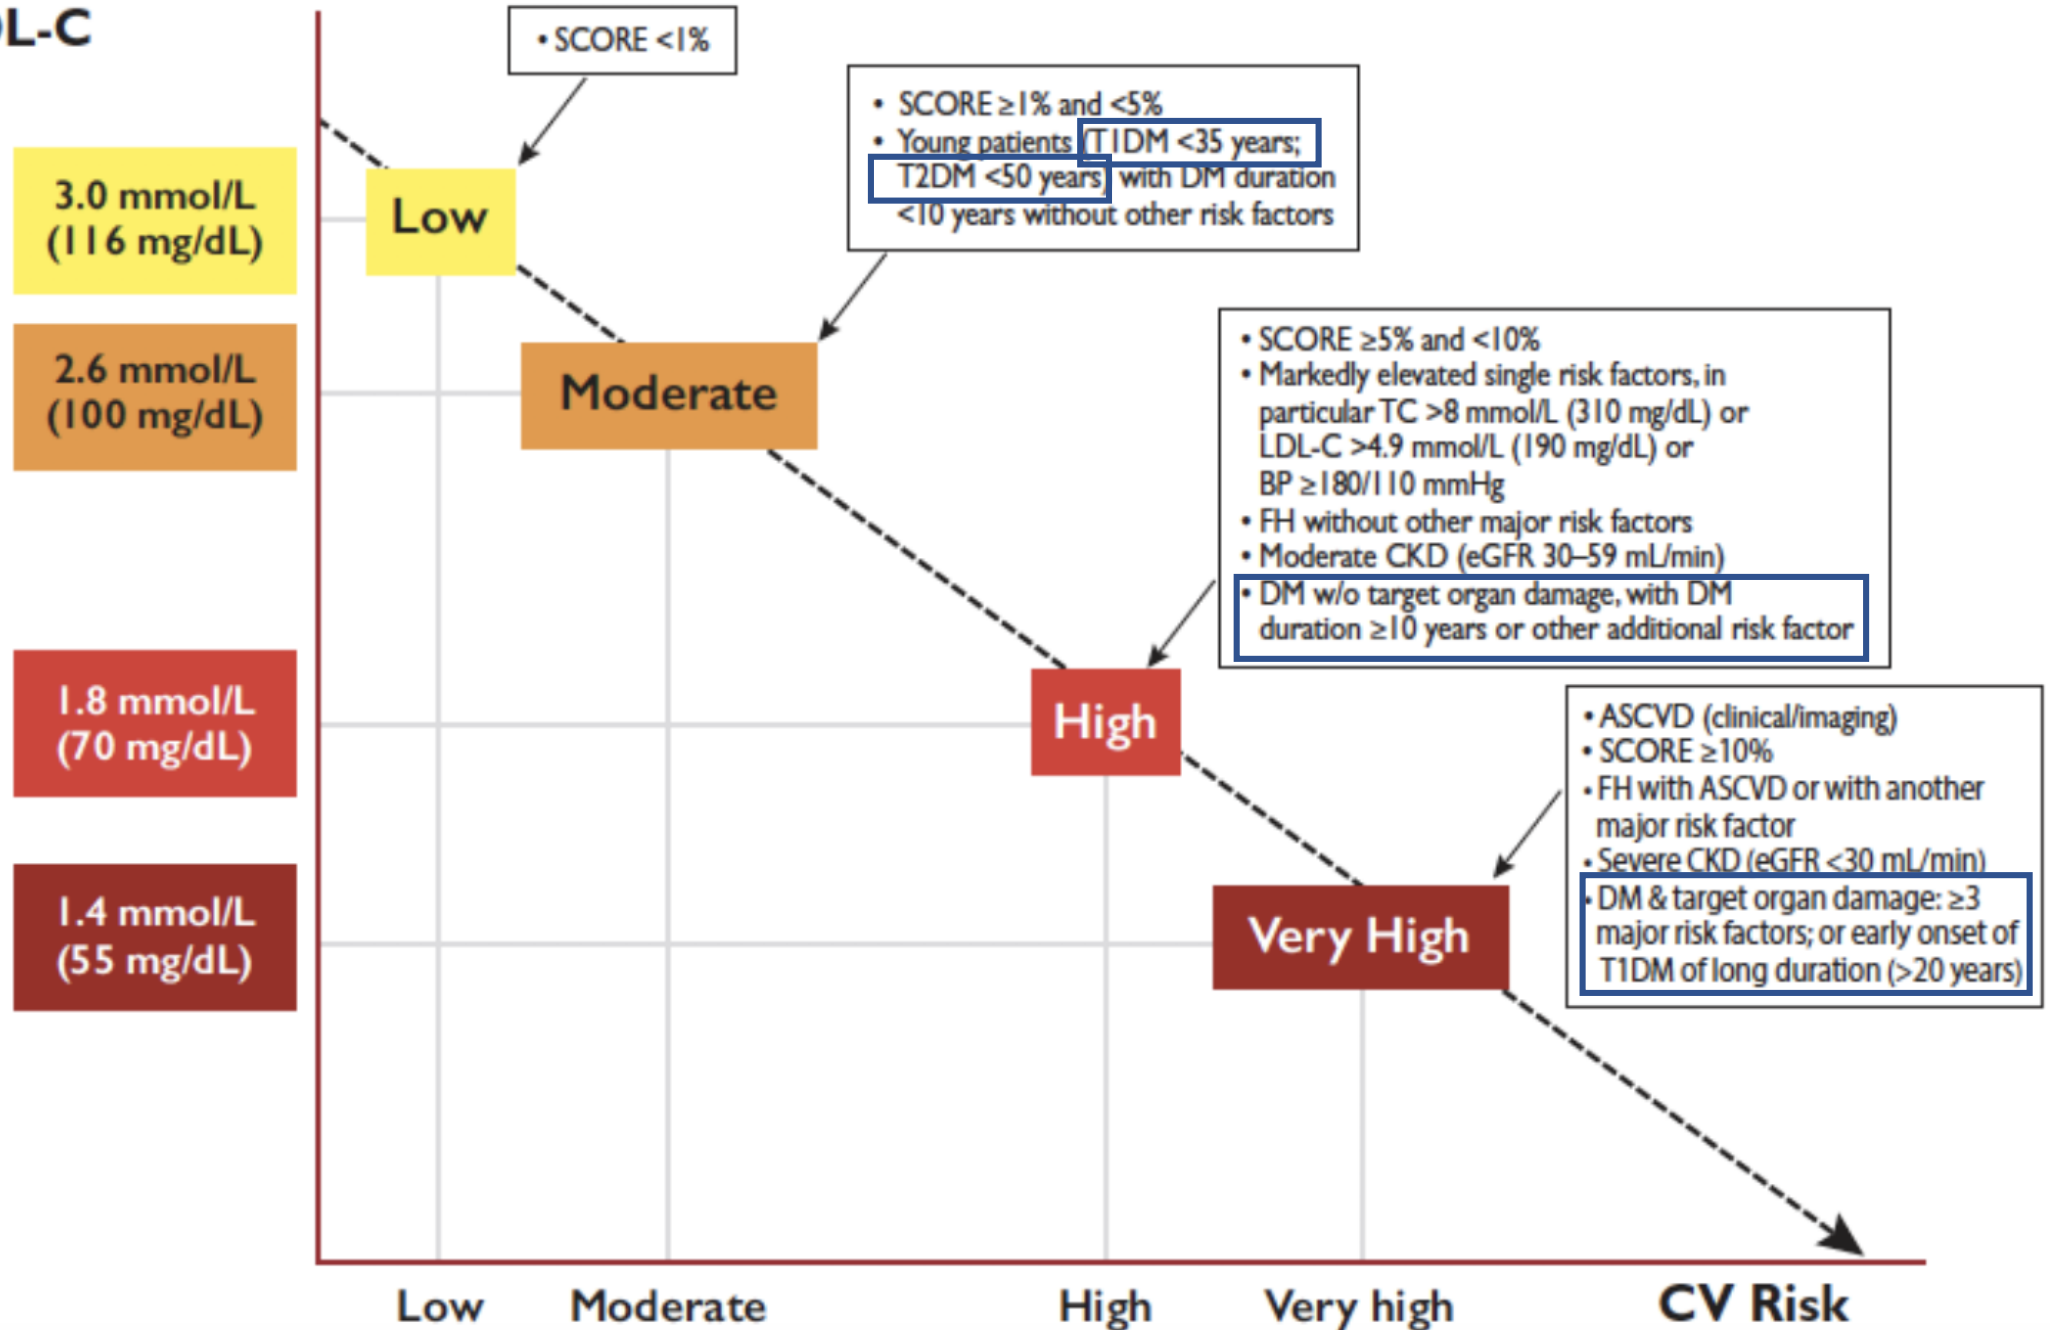 DL-C
• SCORE <1%
• SCORE ≥1% and <5%
• Young patients (T1DM <35 years;
T2DM <50 years) with DM duration
<10 years without other risk factors
3.0 mmol/L
(116 mg/dL)
Low
2.6 mmol/L
(100 mg/dL)
Moderate
• SCORE ≥5% and <10%
• Markedly elevated single risk factors, in
particular TC >8 mmol/L (310 mg/dL) or
LDL-C >4.9 mmol/L (190 mg/dL) or
BP ≥180/110 mmHg
• FH without other major risk factors
• Moderate CKD (eGFR 30–59 mL/min)
• DM w/o target organ damage, with DM
duration ≥10 years or other additional risk factor
1.8 mmol/L
(70 mg/dL)
High
• ASCVD (clinical/imaging)
• SCORE ≥10%
• FH with ASCVD or with another
major risk factor
• Severe CKD (eGFR <30 mL/min)
• DM & target organ damage: ≥3
major risk factors; or early onset of
T1DM of long duration (>20 years)
1.4 mmol/L
(55 mg/dL)
Very High
Low Moderate High Very high CV Risk